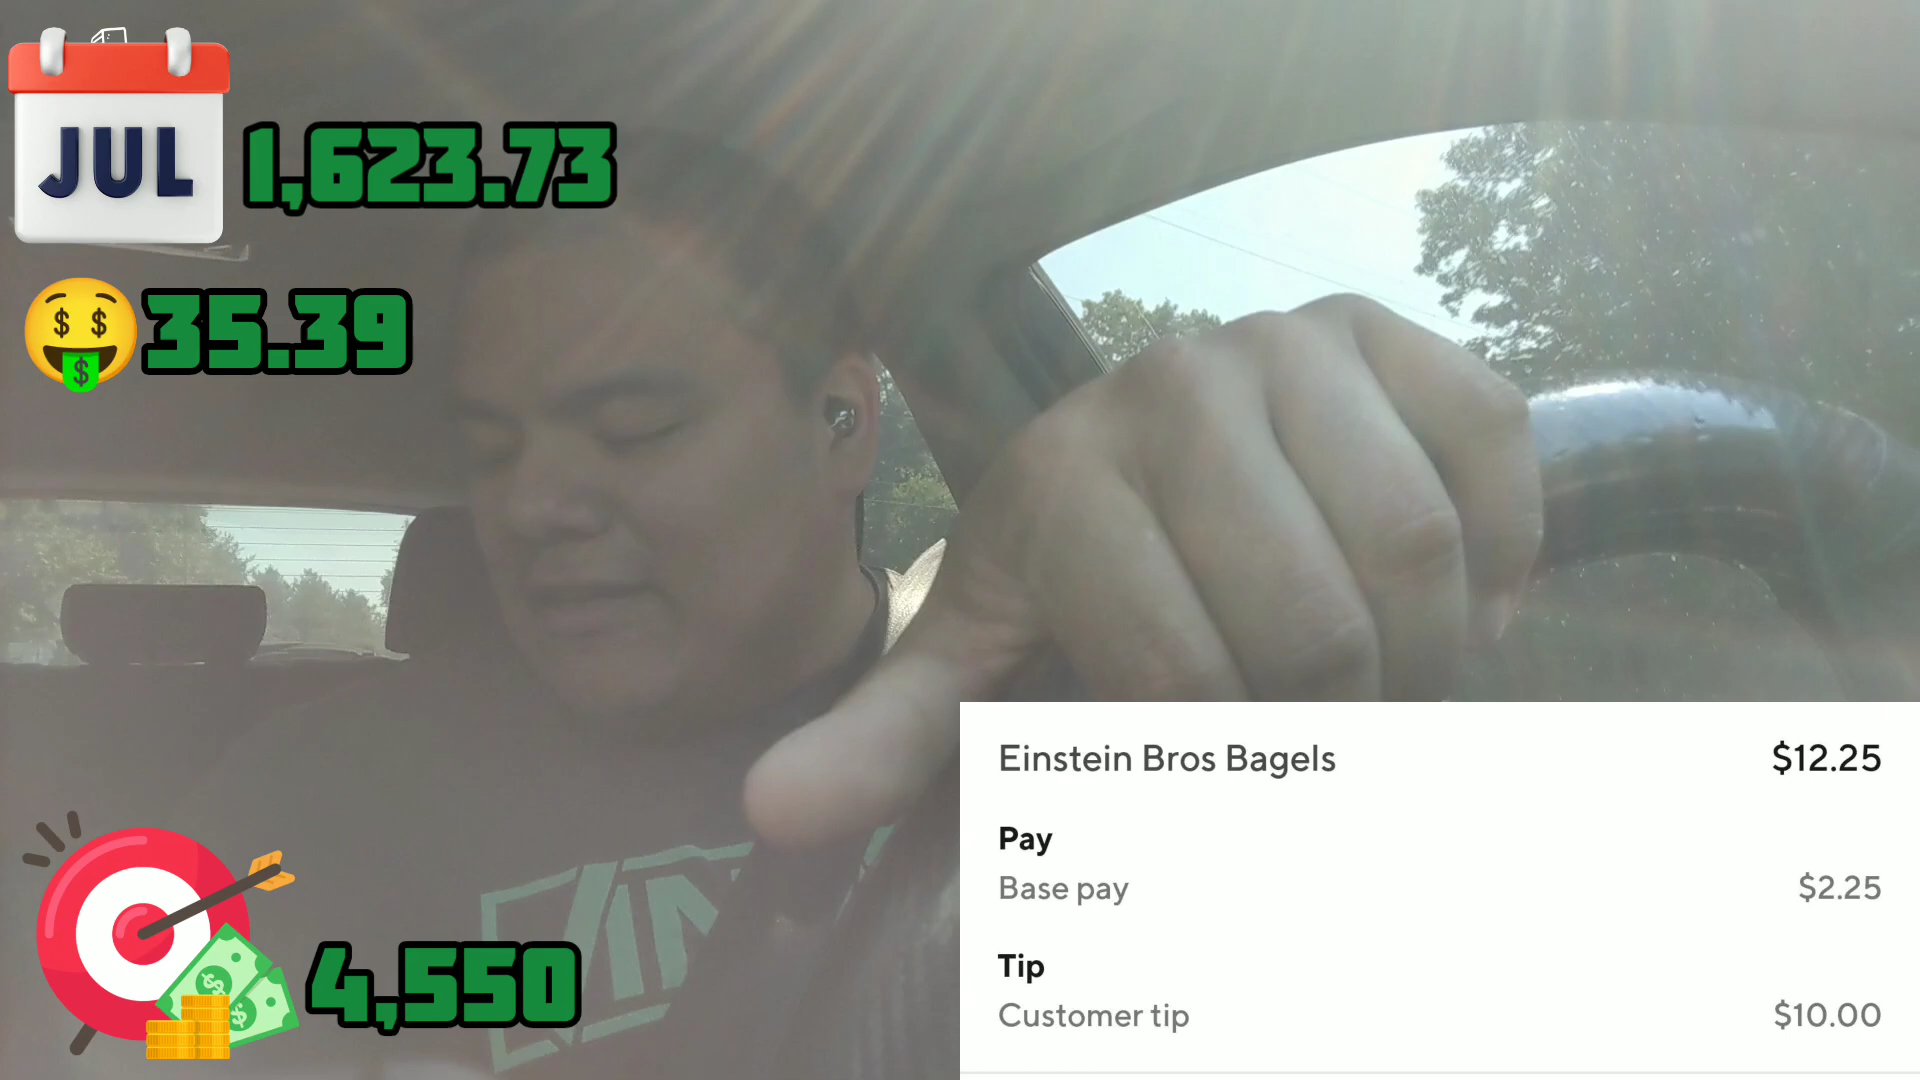 JUL
1,623.73
35.39
4,550
Einstein Bros Bagels $12.25
Pay
Base pay $2.25
Tip
Customer tip $10.00